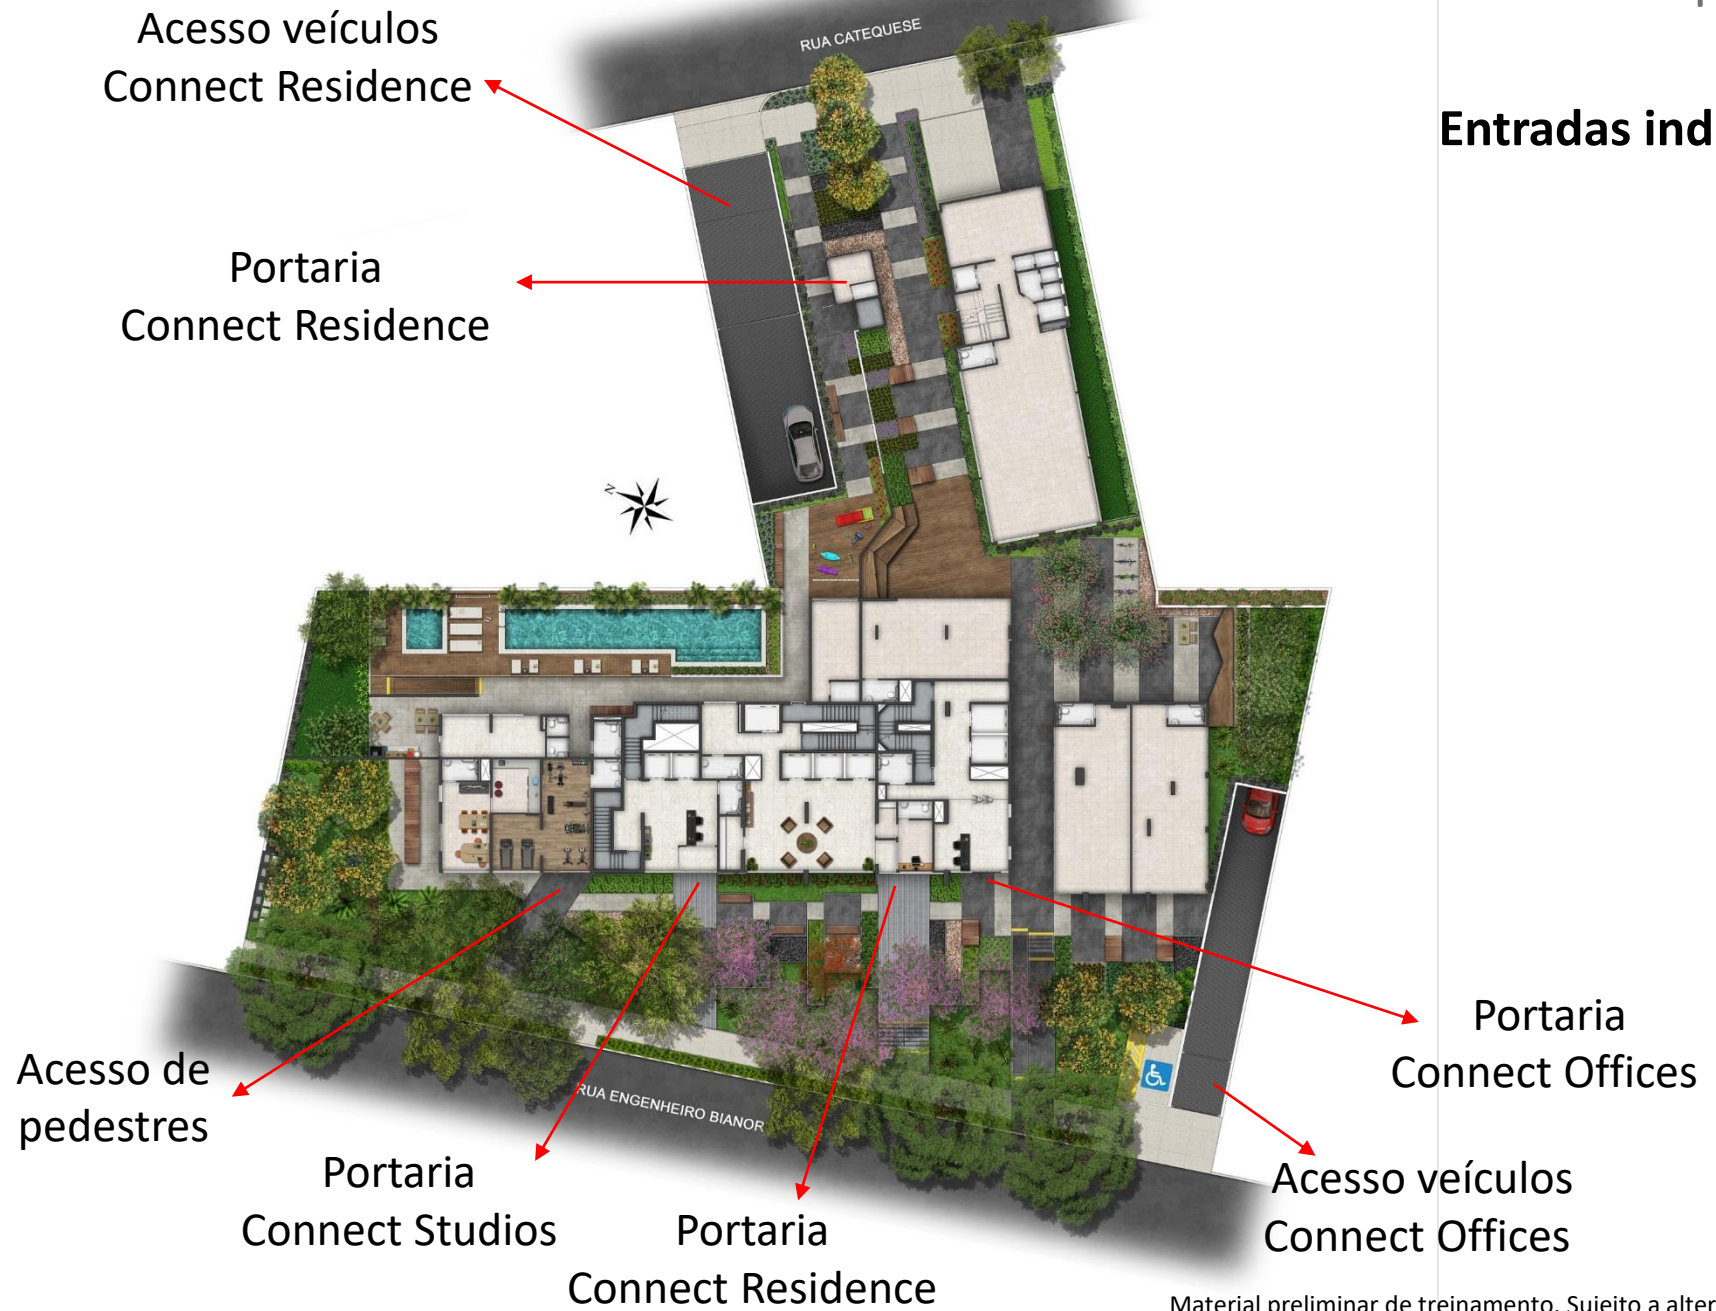 Acesso veículos
Connect Residence
RUA CATEQUESE
Entradas ind
Portaria
Connect Residence
N
Acesso de
pedestres
RUA ENGENHEIRO BIANOR
Portaria
Connect Studios
Portaria
Connect Residence
Portaria
Connect Offices
Acesso veículos
Connect Offices
Material preliminar de treinamento. Sujeito a alter